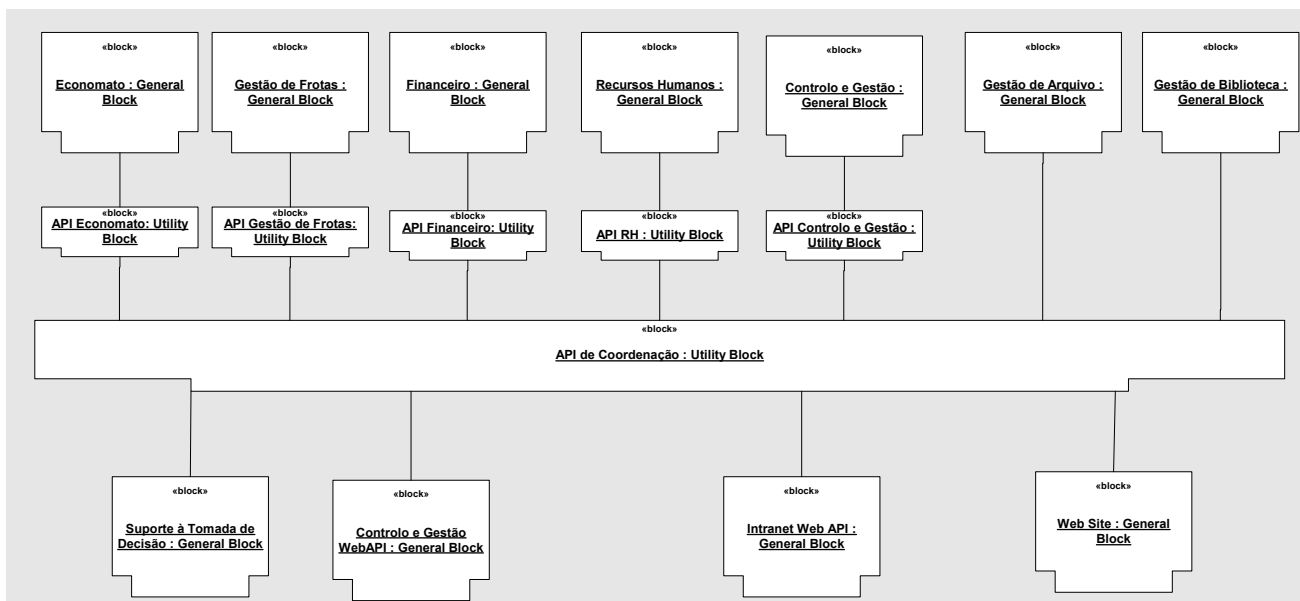 «block»
Economato : General
Block
«block»
Gestão de Frotas :
General Block
«block»
Financeiro : General
Block
«block»
Recursos Humanos :
General Block
«block»
Controlo e Gestão :
General Block
«block»
Gestão de Arquivo :
General Block
«block»
Gestão de Biblioteca :
General Block
«block»
API Economato: Utility
Block
«block»
API Gestão de Frotas:
Utility Block
«block»
API Financeiro: Utility
Block
«block»
API RH : Utility Block
«block»
API Controlo e Gestão :
Utility Block
«block»
API de Coordenação : Utility Block
«block»
Suporte à Tomada de
Decisão : General Block
«block»
Controlo e Gestão
WebAPI : General Block
«block»
Intranet Web API :
General Block
«block»
Web Site : General
Block